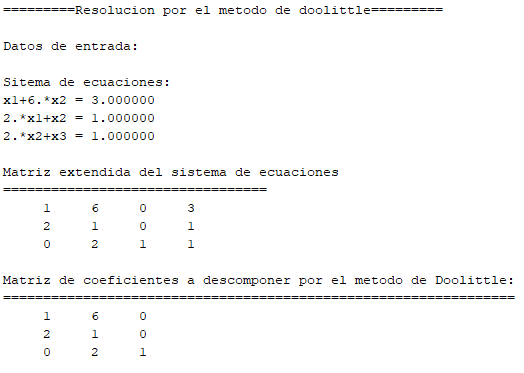 =========Resolucion por el metodo de doolittle=========
Datos de entrada:
Sitema de ecuaciones:
x1+6.*x2 = 3.000000
2.*x1+x2 = 1.000000
2.*x2+x3 = 1.000000
Matriz extendida del sistema de ecuaciones
=================================
1 6 0 3
2 1 0 1
0 2 1 1
Matriz de coeficientes a descomponer por el metodo de Doolittle:
================================================================
1 6 0
2 1 0
0 2 1